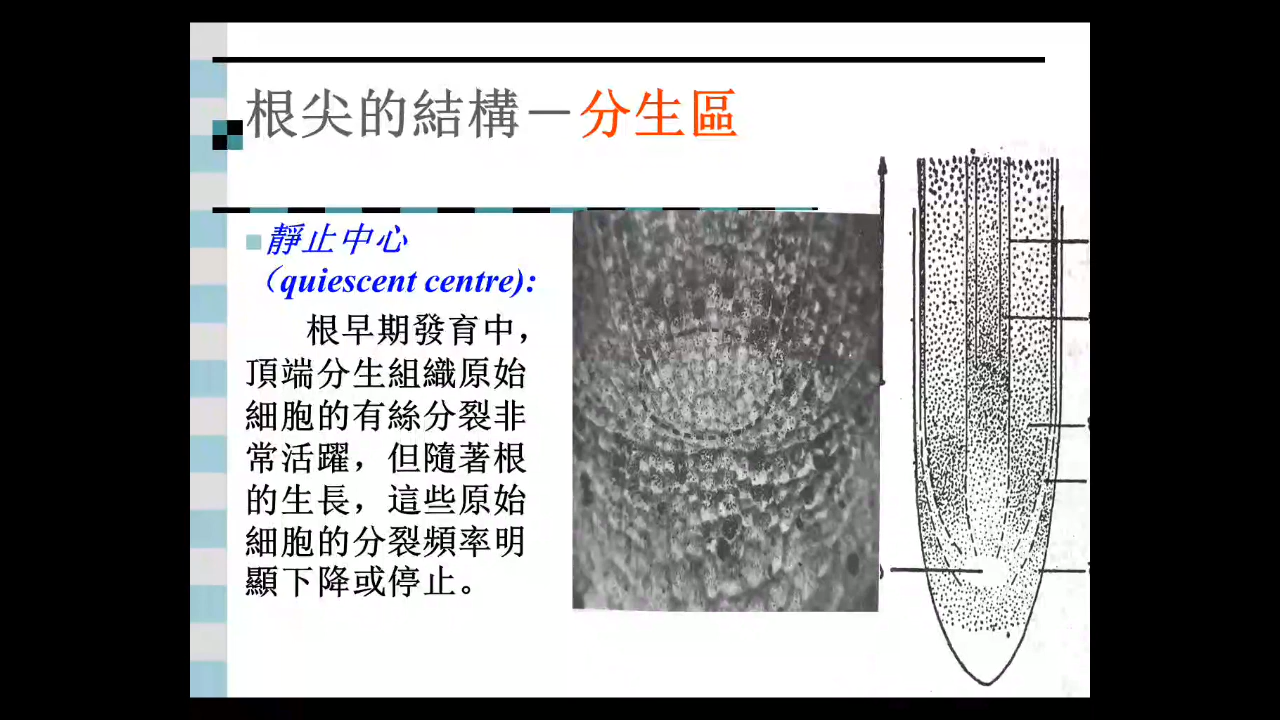 根尖的結構－分生區
靜止中心
（quiescent centre):
根早期發育中，
頂端分生組織原始
細胞的有絲分裂非
常活躍，但隨著根
的生長，這些原始
細胞的分裂頻率明
顯下降或停止。